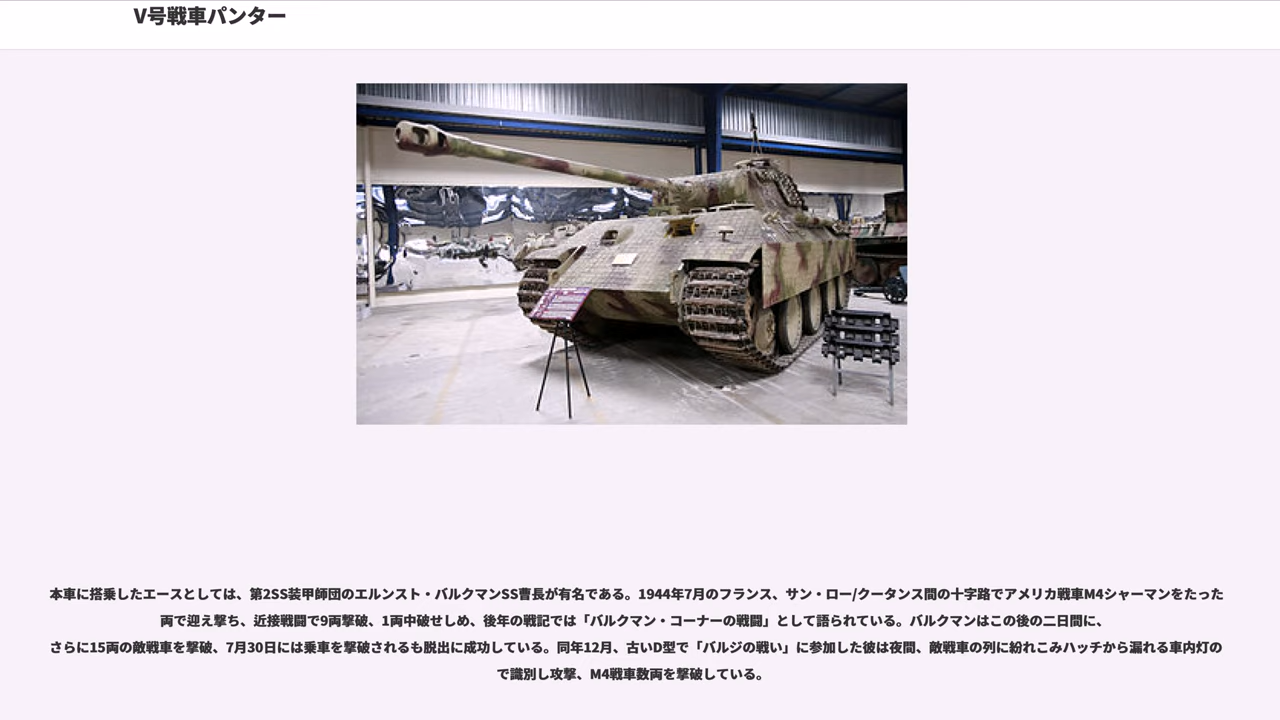 V号戦車パンター
本車に搭乗したエースとしては、第2SS装甲師団のエルンスト・バルクマンSS曹長が有名である。1944年7月のフランス、サン・ロー/クータンス間の十字路でアメリカ戦車M4シャーマンをたった
両で迎え撃ち、近接戦闘で9両撃破、1両中破せしめ、後年の戦記では「バルクマン・コーナーの戦闘」として語られている。バルクマンはこの後の二日間に、
さらに15両の敵戦車を撃破、7月30日には乗車を撃破されるも脱出に成功している。同年12月、古いD型で「バルジの戦い」に参加した彼は夜間、敵戦車の列に紛れこみハッチから漏れる車内灯の
で識別し攻撃、M4戦車数両を撃破している。